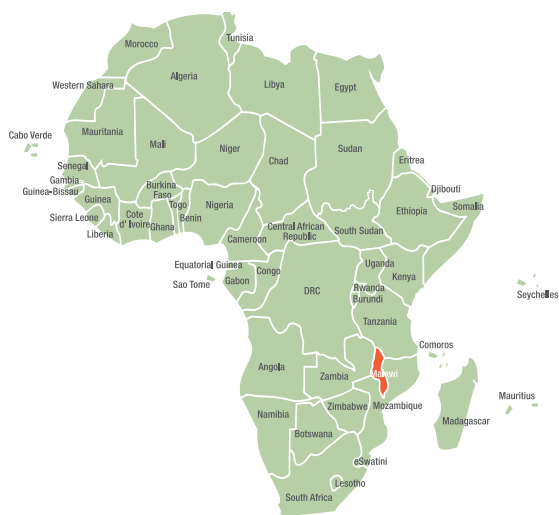 Tunisia
Morocco
Algeria
Libya
Egypt
Western Sahara
Mauritania
Mali
Niger
Chad
Sudan
Eritrea
Cabo Verde
Senegal
Gambia
Guinea-Bissau
Guinea
Sierra Leone
Liberia
Cote
d' Ivoire
Burkina
Faso
Ghana
Togo
Benin
Nigeria
Cameroon
Central African
Republic
South Sudan
Ethiopia
Djibouti
Somalia
Equatorial Guinea
Sao Tome
Gabon
Congo
DRC
Uganda
Kenya
Rwanda
Burundi
Tanzania
Seychelles
Comoros
Angola
Zambia
Malawi
Mozambique
Zimbabwe
Namibia
Botswana
Madagascar
Mauritius
eSwatini
Lesotho
South Africa